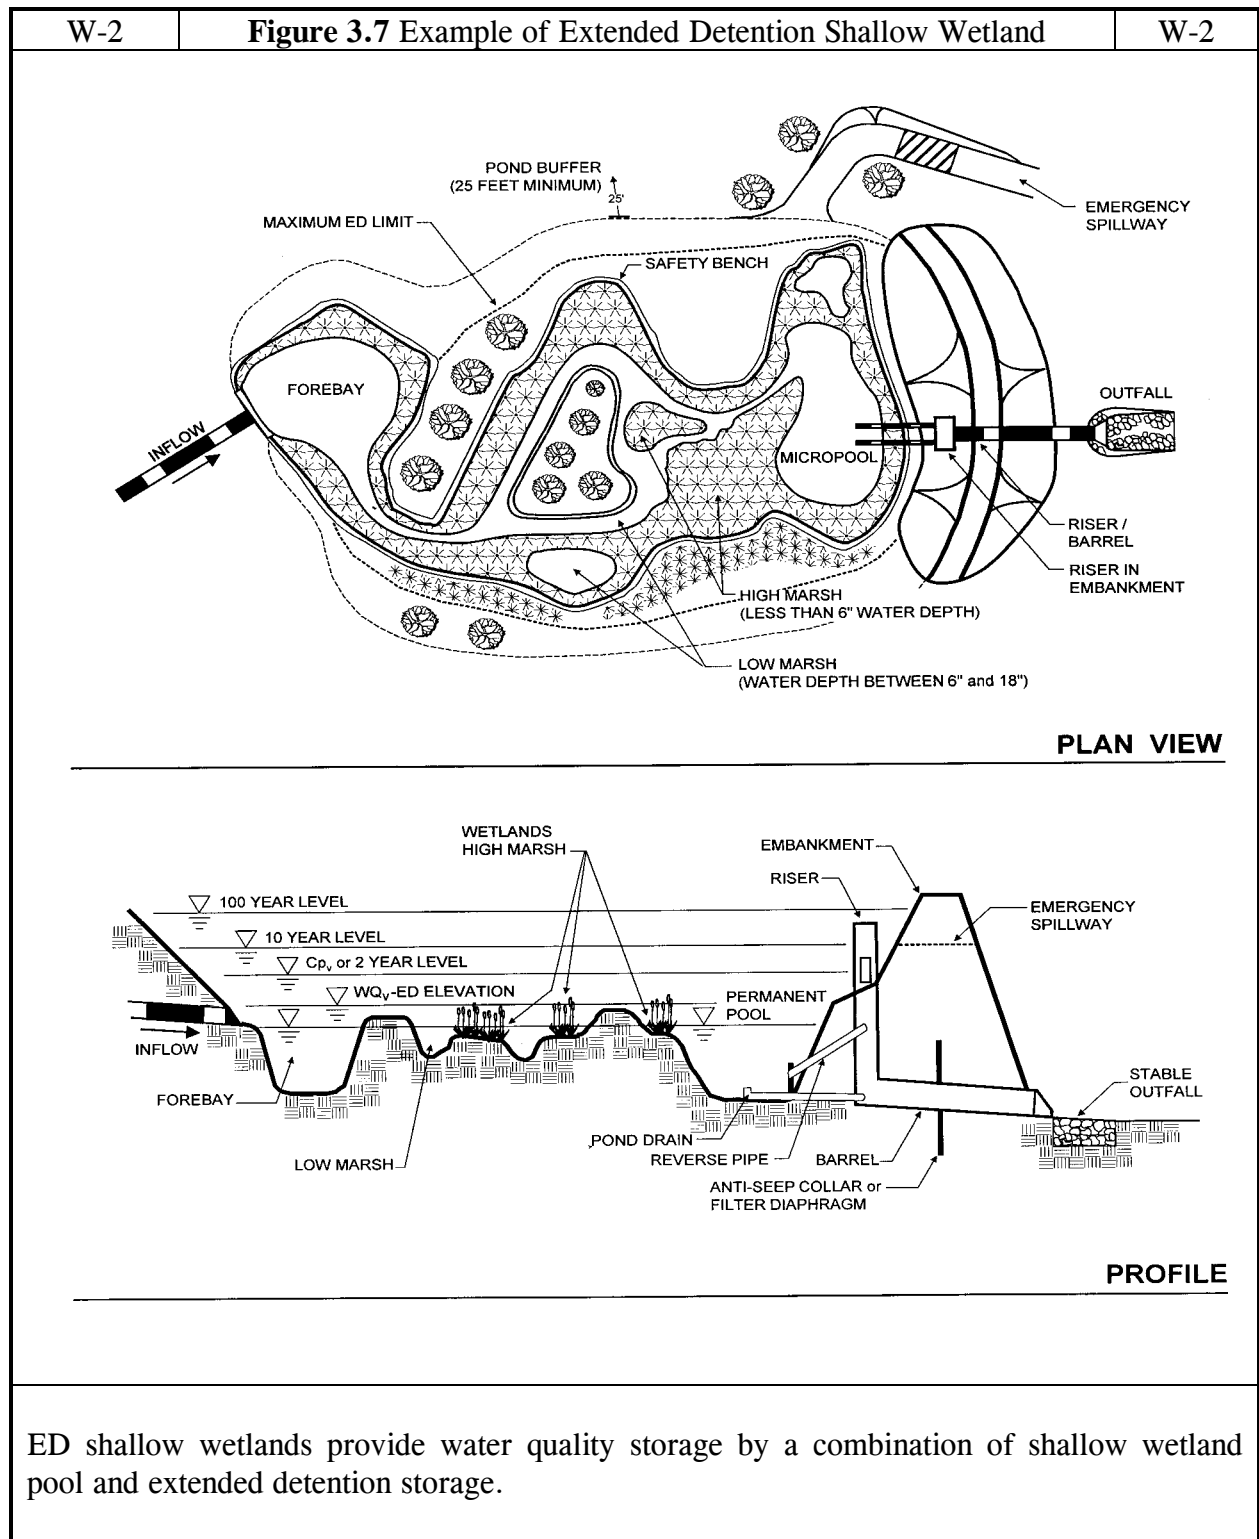 W-2
Figure 3.7 Example of Extended Detention Shallow Wetland
W-2
POND BUFFER
(25 FEET MINIMUM)
25'
MAXIMUM ED LIMIT
EMERGENCY
SPILLWAY
SAFETY BENCH
FOREBAY
INFLOW
OUTFALL
MICROPOOL
RISER /
BARREL
RISER IN
EMBANKMENT
HIGH MARSH
(LESS THAN 6" WATER DEPTH)
LOW MARSH
(WATER DEPTH BETWEEN 6" and 18")
PLAN VIEW
WETLANDS
HIGH MARSH
EMBANKMENT
RISER
100 YEAR LEVEL
EMERGENCY
SPILLWAY
10 YEAR LEVEL
Cpv or 2 YEAR LEVEL
WQv-ED ELEVATION
PERMANENT
POOL
INFLOW
FOREBAY
STABLE
OUTFALL
POND DRAIN
LOW MARSH
REVERSE PIPE
BARREL
ANTI-SEEP COLLAR or
FILTER DIAPHRAGM
PROFILE
ED shallow wetlands provide water quality storage by a combination of shallow wetland
pool and extended detention storage.